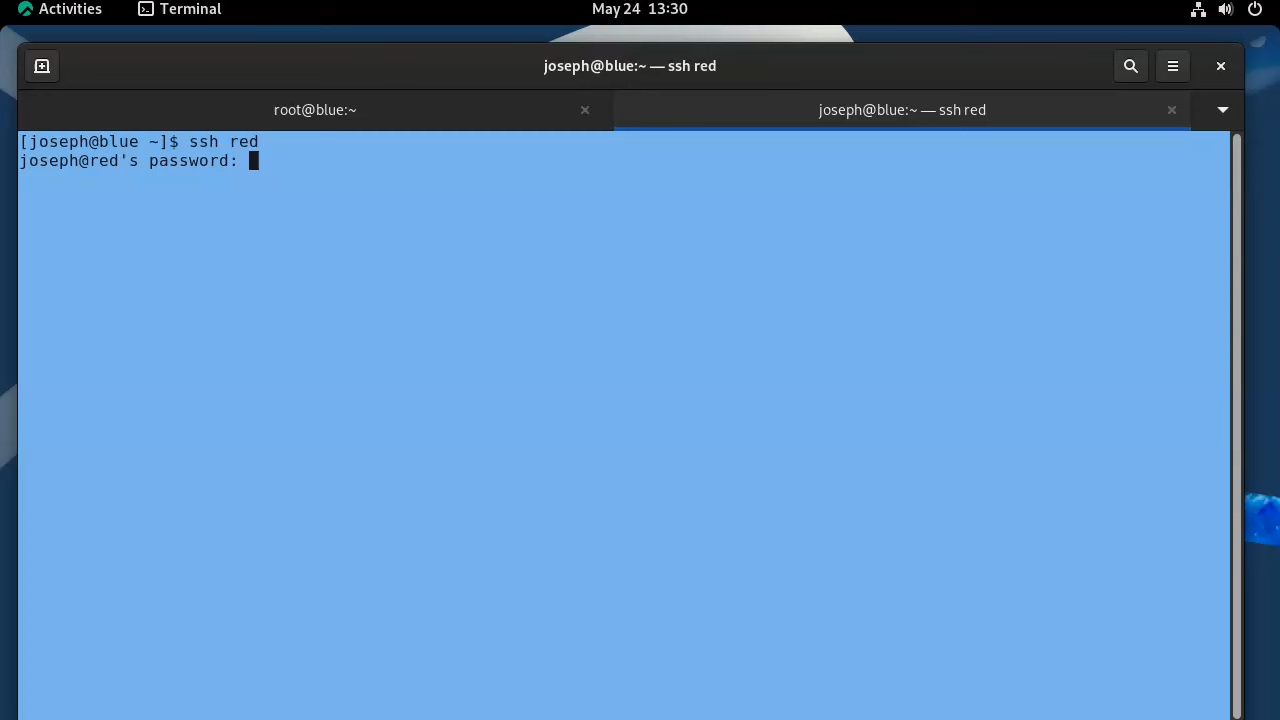 Activities Terminal May 24 13:30
joseph@blue:~ — ssh red
root@blue:~ joseph@blue:~ — ssh red
[joseph@blue ~]$ ssh red
joseph@red's password: